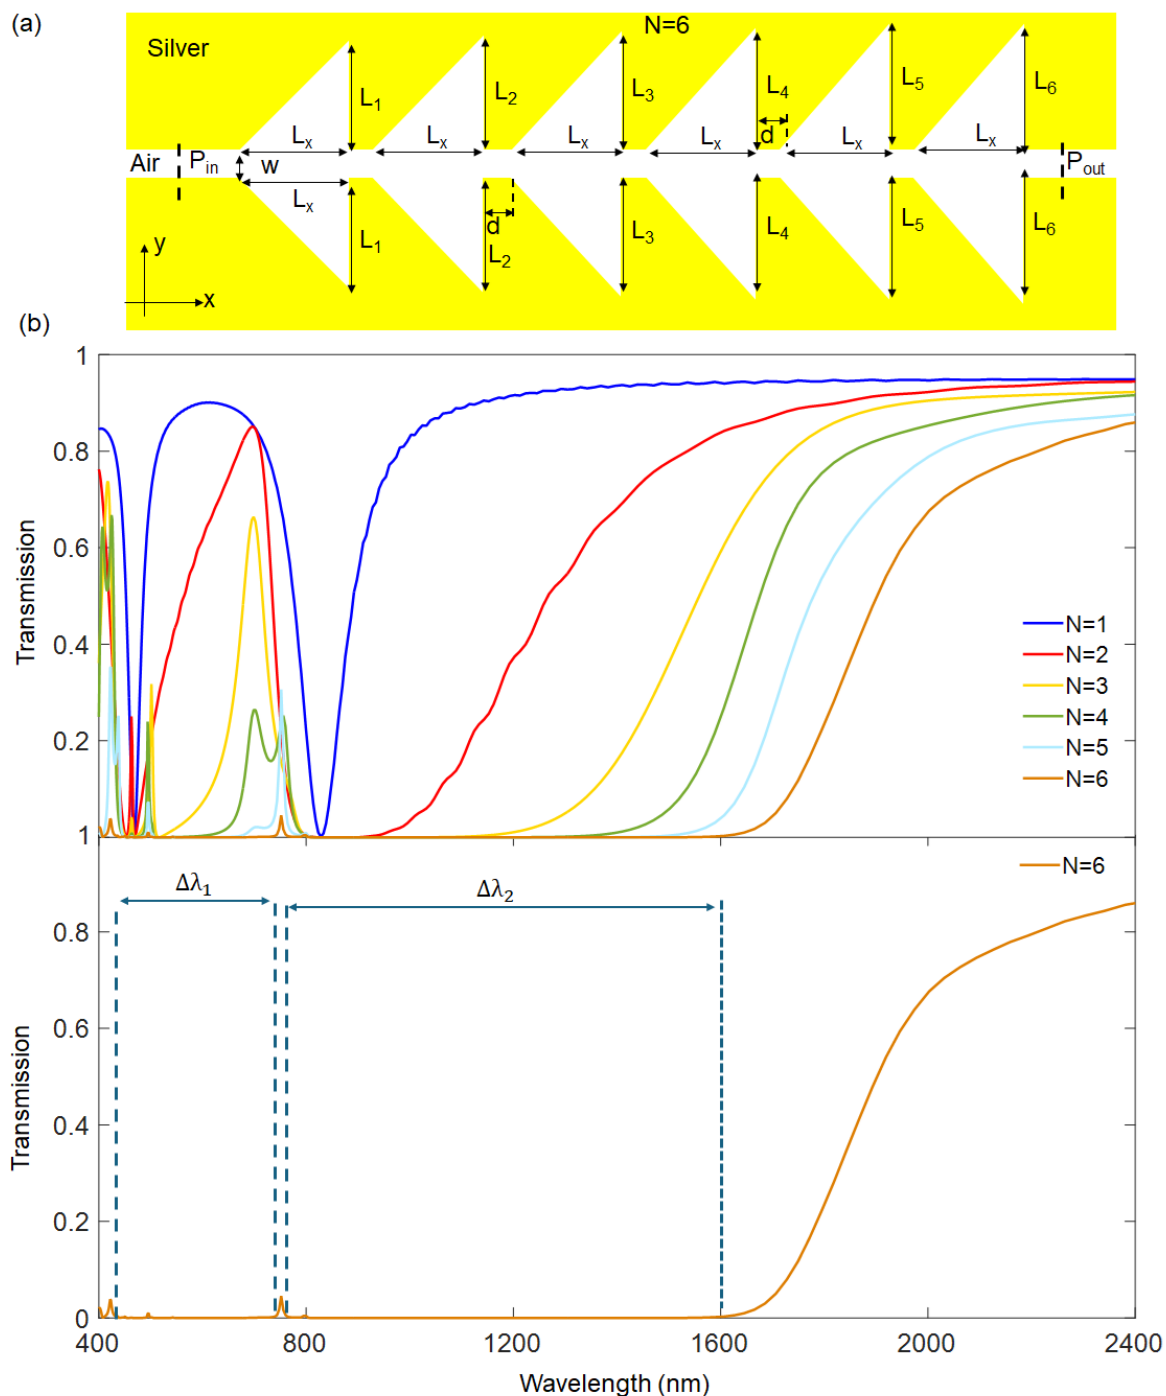 (a)
N=6
Silver
L1
L2
L3
L4
L5
L6
d
Lx
Lx
Lx
Lx
Lx
Lx
Air
Pin
w
Pout
Lx
L1
d
L2
L3
L4
L5
L6
y
x
(b)
1
0.8
0.6
0.4
0.2
1
Transmission
N=1
N=2
N=3
N=4
N=5
N=6
N=6
Δλ1
Δλ2
0.8
0.6
0.4
0.2
0
Transmission
400
800
1200
1600
2000
2400
Wavelength (nm)